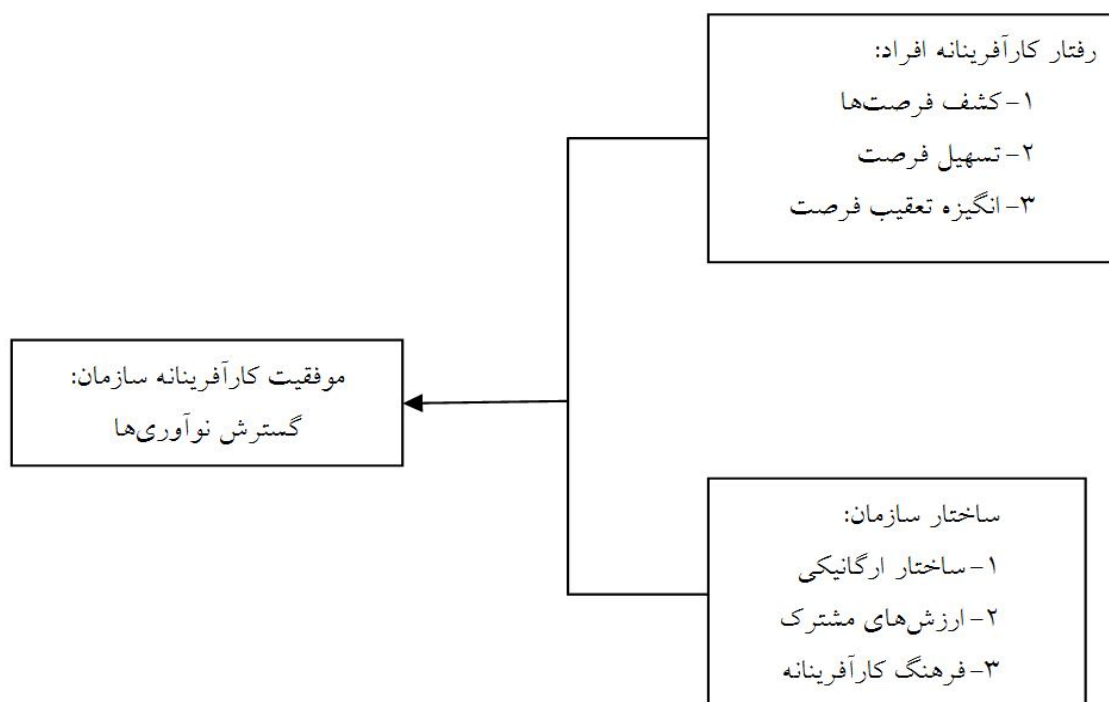 رفتار کارآفرینانه افراد:
۱- کشف فرصت‌ها
۲- تسهیل فرصت
۳- انگیزه تعقیب فرصت
موفقیت کارآفرینانه سازمان:
گسترش نوآوری‌ها
ساختار سازمان:
۱- ساختار ارگانیکی
۲- ارزش‌های مشترک
۳- فرهنگ کارآفرینانه